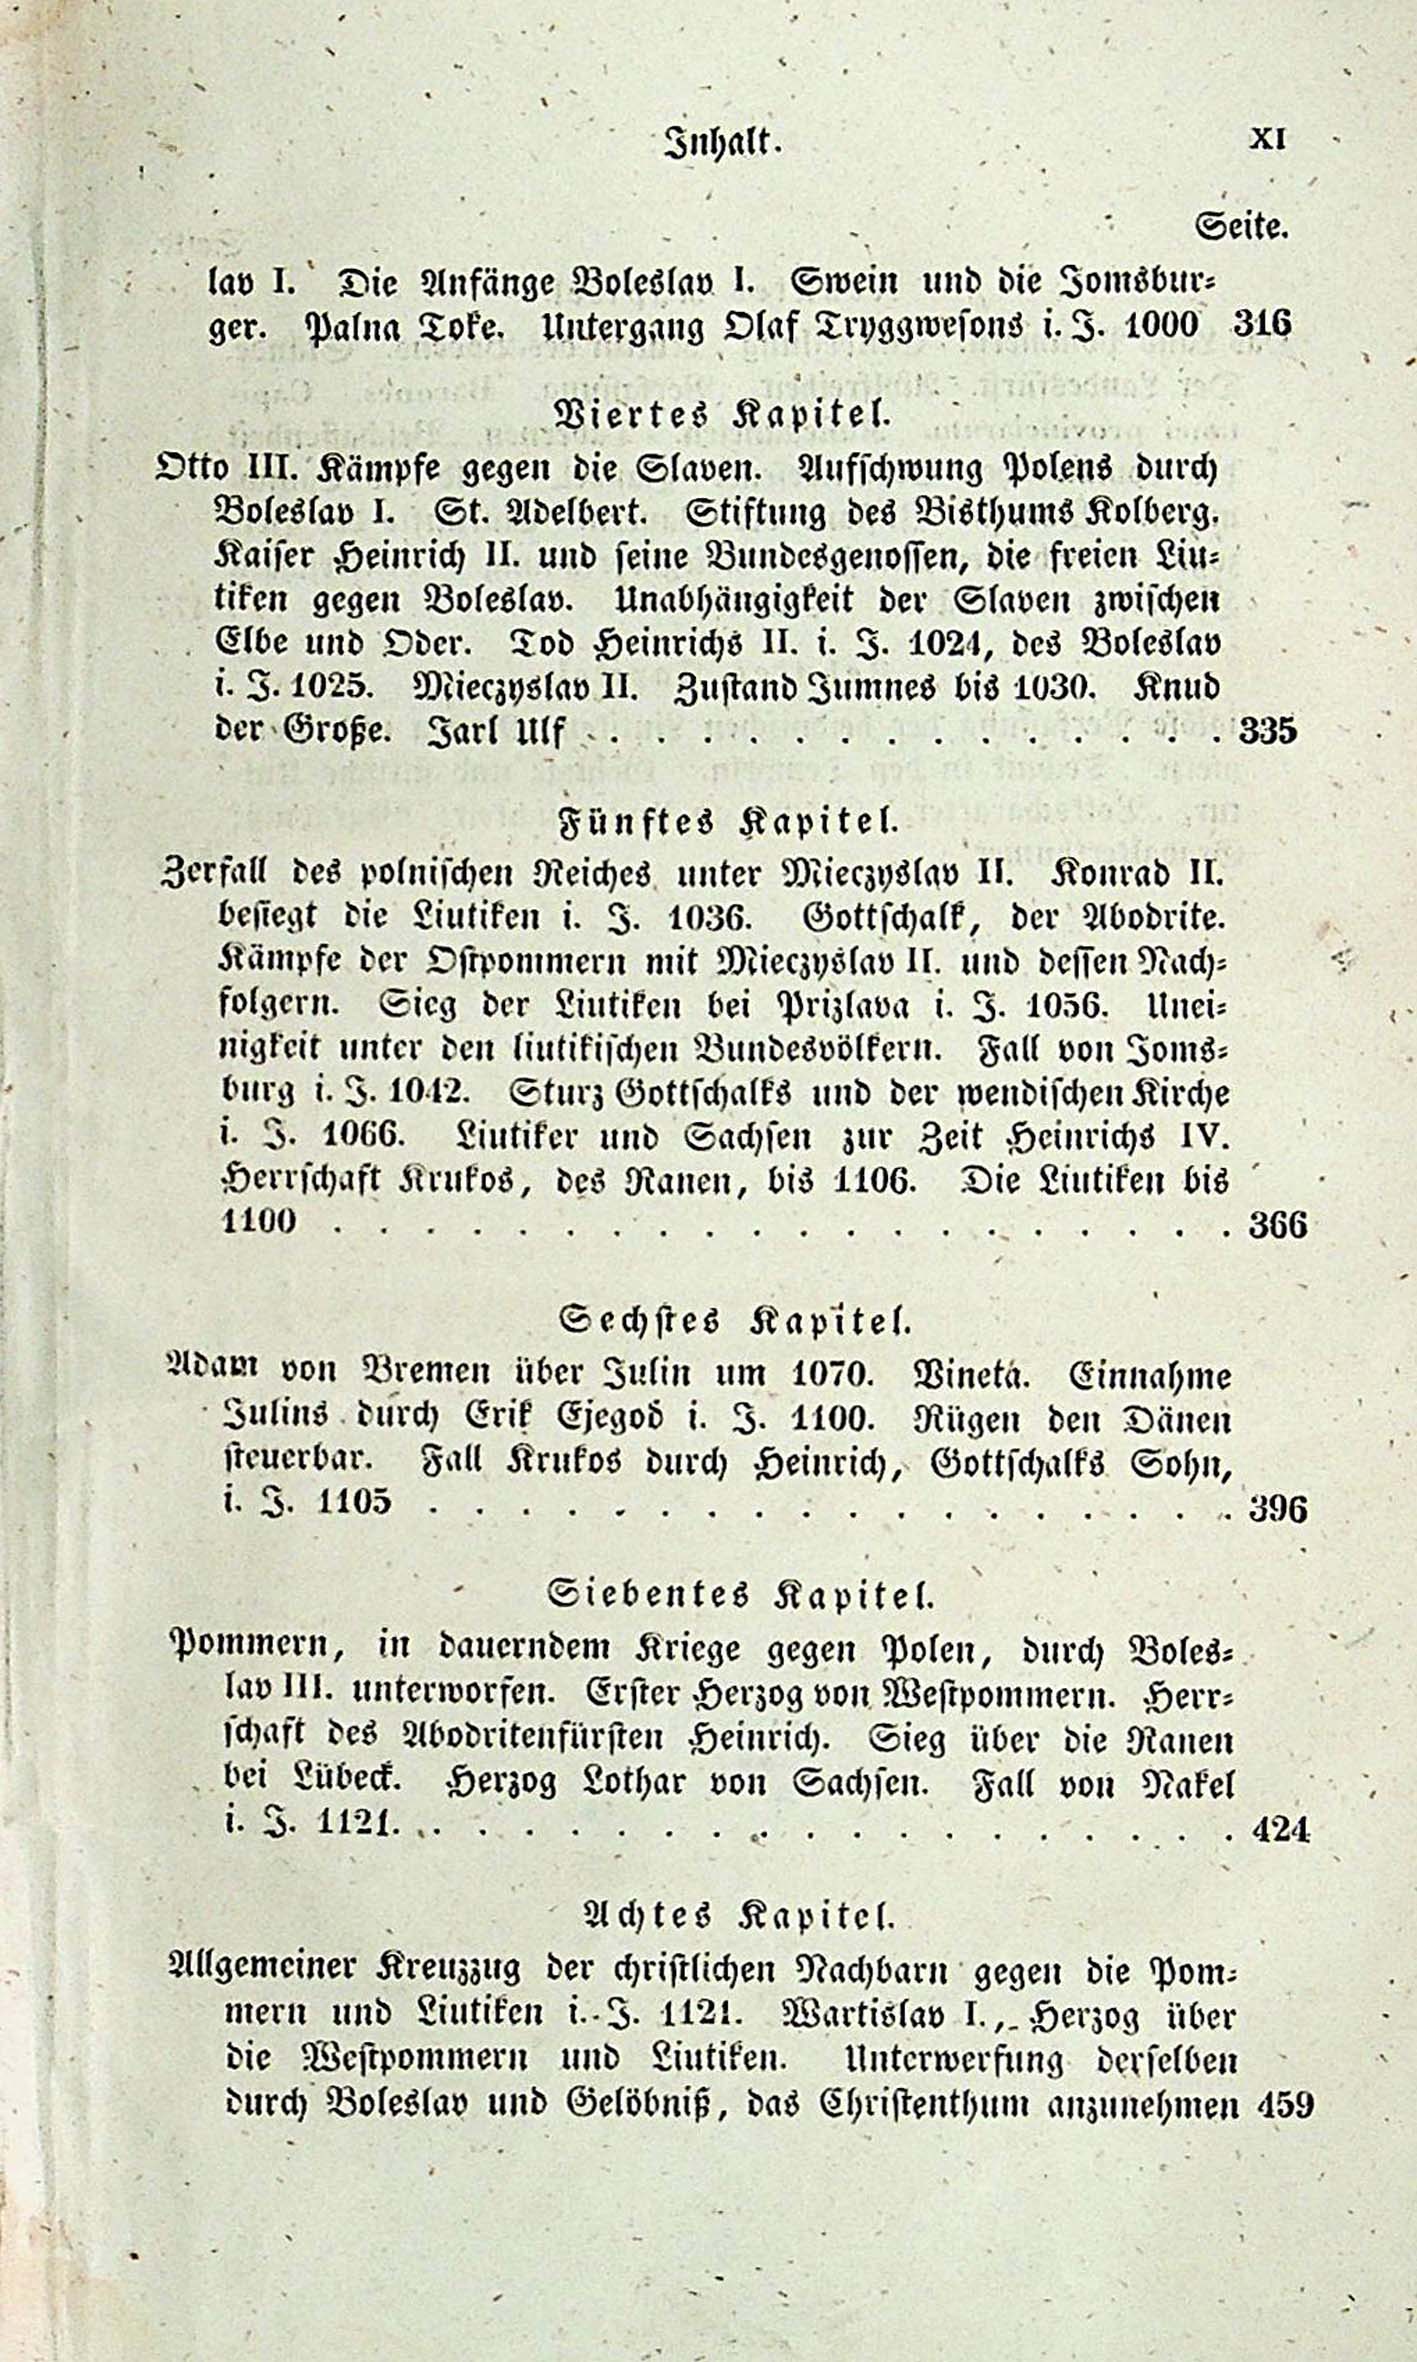 Inhalt. XI
Seite.
lav I. Die Anfänge Boleslav I. Swein und die Jomsbur-
ger. Palna Toke. Untergang Olaf Tryggwesons i. J. 1000 316
Viertes Kapitel.
Otto III. Kämpfe gegen die Slaven. Aufschwung Polens durch
Boleslav I. St. Adelbert. Stiftung des Bisthums Kolberg.
Kaiser Heinrich II. und seine Bundesgenossen, die freien Liu-
tiken gegen Boleslav. Unabhängigkeit der Slaven zwischen
Elbe und Oder. Tod Heinrichs II. i. J. 1024, des Boleslav
i. J. 1025. Mieczyslav II. Zustand Jumnes bis 1030. Knud
der Große. Jarl Ulf . . . . . . . . . . . . . . 335
Fünftes Kapitel.
Zerfall des polnischen Reiches unter Mieczyslav II. Konrad II.
besiegt die Liutiken i. J. 1036. Gottschalk, der Abodrite.
Kämpfe der Ostpommern mit Mieczyslav II. und dessen Nach-
folgern. Sieg der Liutiken bei Prizlava i. J. 1056. Unei-
nigkeit unter den liutikischen Bundesvölkern. Fall von Joms-
burg i. J. 1042. Sturz Gottschalks und der wendischen Kirche
i. J. 1066. Liutiker und Sachsen zur Zeit Heinrichs IV.
Herrschaft Krukos, des Ranen, bis 1106. Die Liutiken bis
1100 . . . . . . . . . . . . . . . . . . . . 366
Sechstes Kapitel.
Adam von Bremen über Julin um 1070. Vineta. Einnahme
Julins durch Erik Ejegod i. J. 1100. Rügen den Dänen
steuerbar. Fall Krukos durch Heinrich, Gottschalks Sohn,
i. J. 1105 . . . . . . . . . . . . . . . . . . 396
Siebentes Kapitel.
Pommern, in dauerndem Kriege gegen Polen, durch Boles-
lav III. unterworfen. Erster Herzog von Westpommern. Herr-
schaft des Abodritenfürsten Heinrich. Sieg über die Ranen
bei Lübeck. Herzog Lothar von Sachsen. Fall von Nakel
i. J. 1121. . . . . . . . . . . . . . . . . . . 424
Achtes Kapitel.
Allgemeiner Kreuzzug der christlichen Nachbarn gegen die Pom-
mern und Liutiken i. J. 1121. Wartislav I., Herzog über
die Westpommern und Liutiken. Unterwerfung derselben
durch Boleslav und Gelöbniß, das Christenthum anzunehmen 459